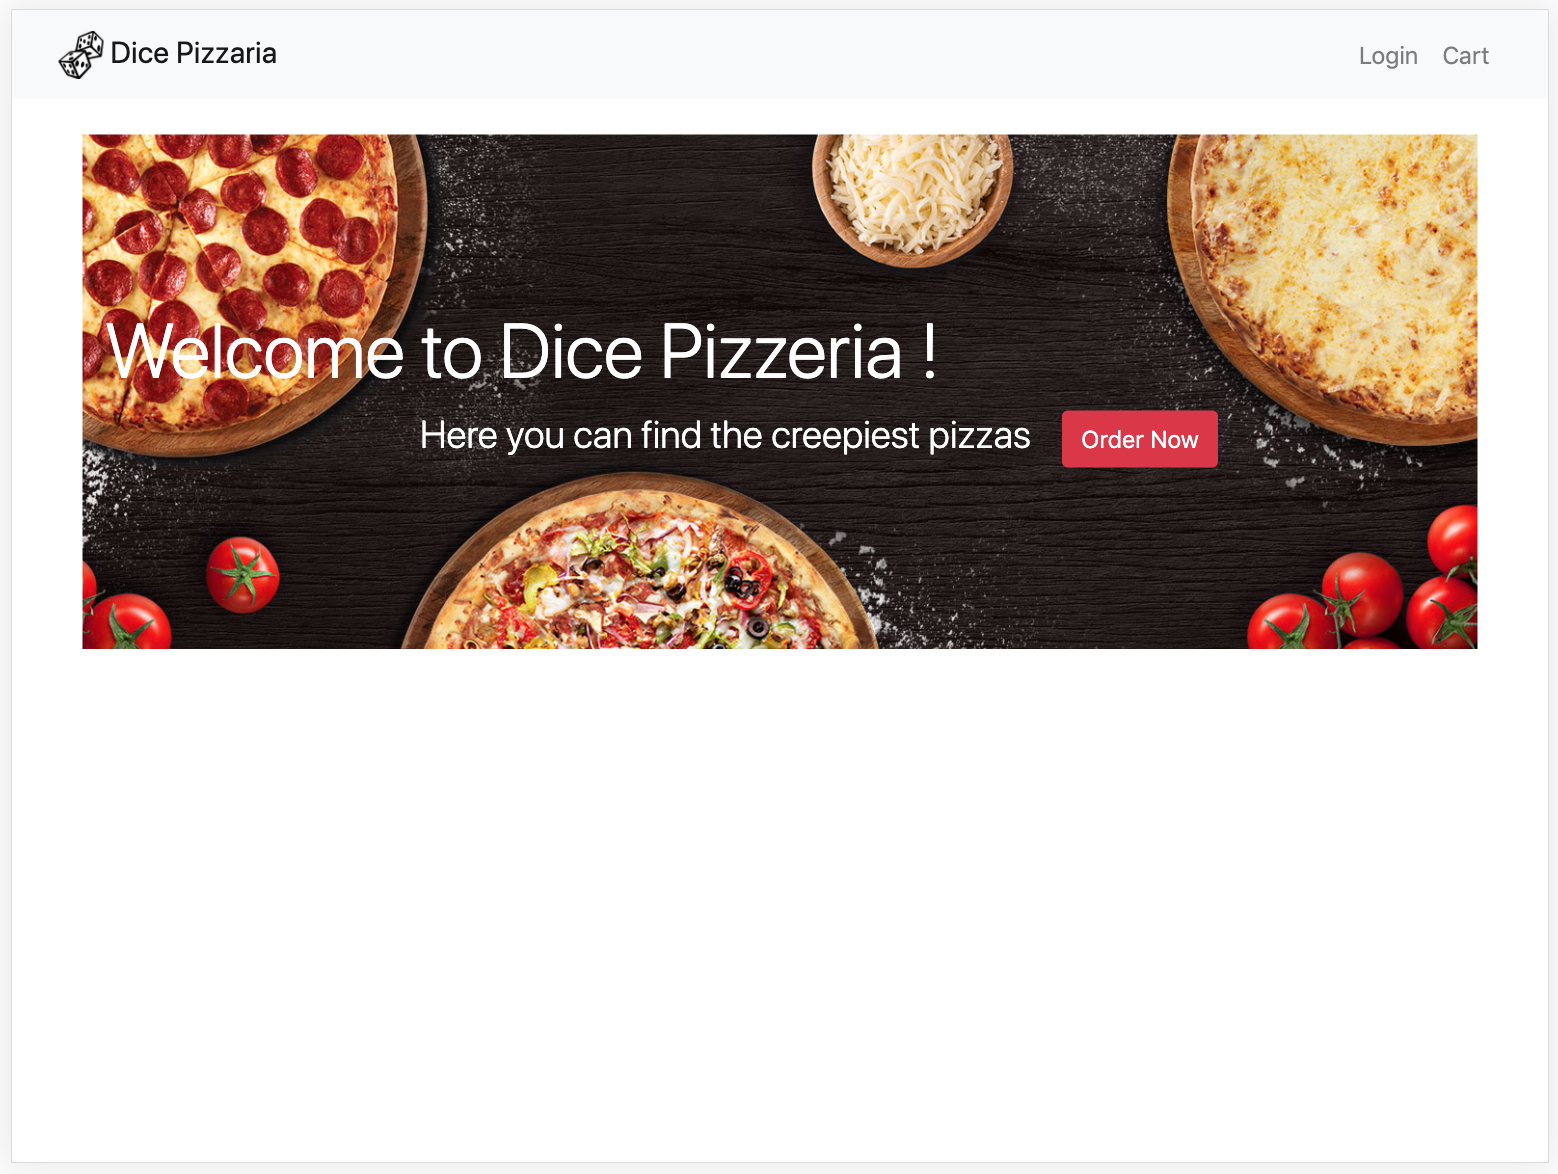 Dice Pizzaria
Login Cart
Welcome to Dice Pizzeria !
Here you can find the creepiest pizzas
Order Now